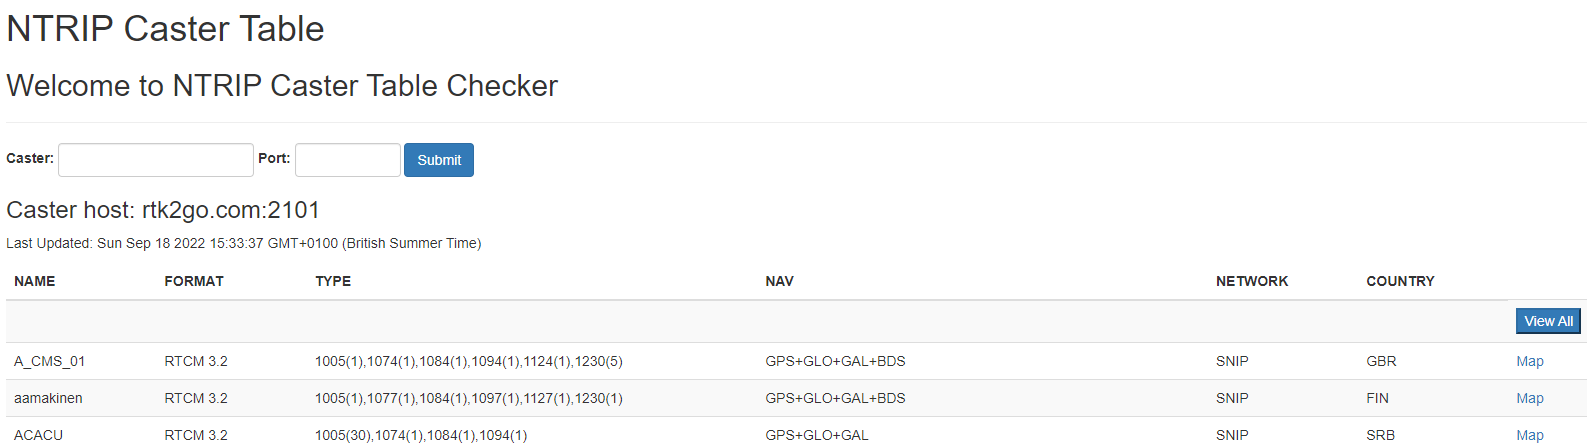 NTRIP Caster Table
Welcome to NTRIP Caster Table Checker
Caster: Port: Submit
Caster host: rtk2go.com:2101
Last Updated: Sun Sep 18 2022 15:33:37 GMT+0100 (British Summer Time)
NAME FORMAT TYPE NAV NETWORK COUNTRY
View All
A_CMS_01 RTCM 3.2 1005(1),1074(1),1084(1),1094(1),1124(1),1230(5) GPS+GLO+GAL+BDS SNIP GBR Map
aamakinen RTCM 3.2 1005(1),1077(1),1084(1),1097(1),1127(1),1230(1) GPS+GLO+GAL+BDS SNIP FIN Map
ACACU RTCM 3.2 1005(30),1074(1),1084(1),1094(1) GPS+GLO+GAL SNIP SRB Map